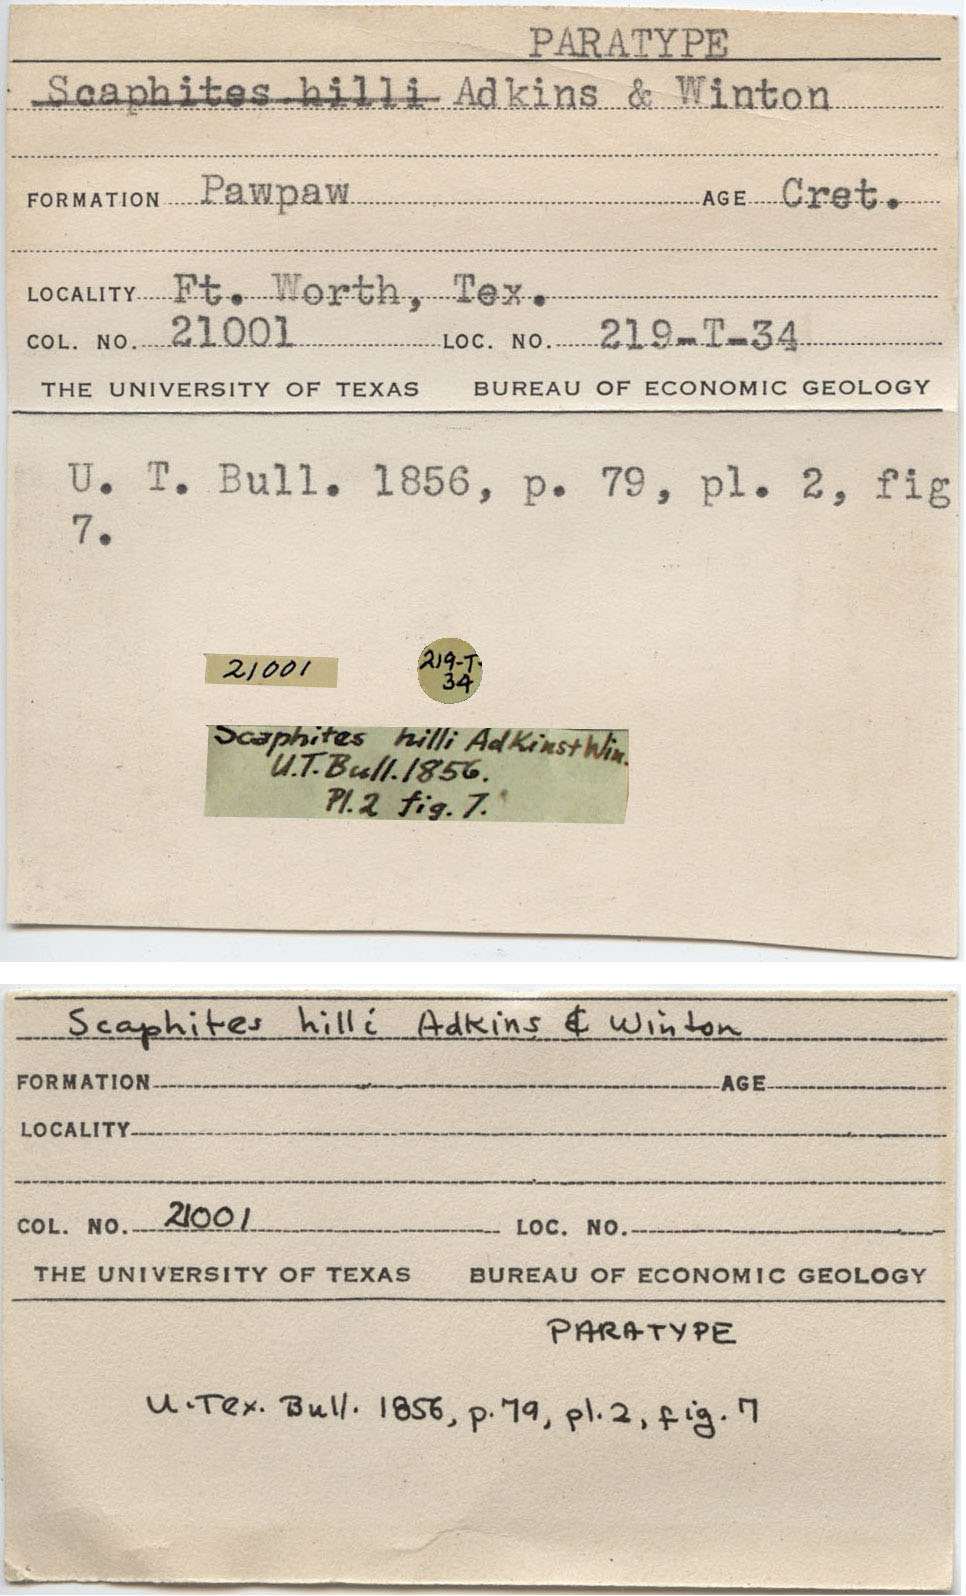 PARATYPE
Scaphites hilli Adkins & Winton
FORMATION Pawpaw AGE Cret.
LOCALITY Ft. Worth, Tex.
COL. NO. 21001 LOC. NO. 219-T-34
THE UNIVERSITY OF TEXAS BUREAU OF ECONOMIC GEOLOGY
U. T. Bull. 1856, p. 79, pl. 2, fig
7.
21001
219-T-
34
Scaphites hilli Adkins+Win.
U.T. Bull. 1856.
Pl. 2 fig. 7.
Scaphites hilli Adkins & Winton
FORMATION AGE
LOCALITY
COL. NO. 21001 LOC. NO.
THE UNIVERSITY OF TEXAS BUREAU OF ECONOMIC GEOLOGY
PARATYPE
U. Tex. Bull. 1856, p. 79, pl. 2, fig. 7